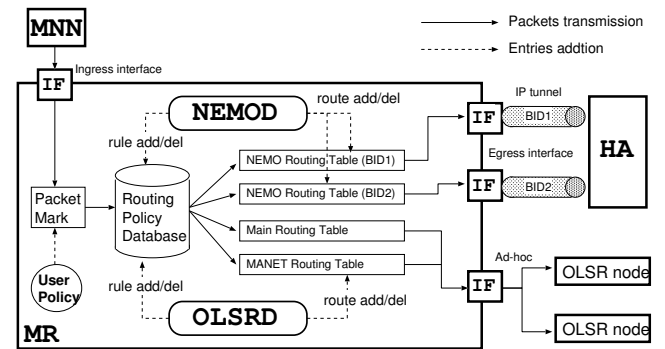 MNN
Packets transmission
Entries addtion
Ingress interface
IF
NEMOD
route add/del
rule add/del
IP tunnel
IF
BID1
HA
NEMO Routing Table (BID1)
Egress interface
NEMO Routing Table (BID2)
IF
BID2
Packet
Mark
Routing
Policy
Database
Main Routing Table
MANET Routing Table
Ad-hoc
IF
OLSR node
User
Policy
rule add/del
route add/del
OLSRD
OLSR node
MR